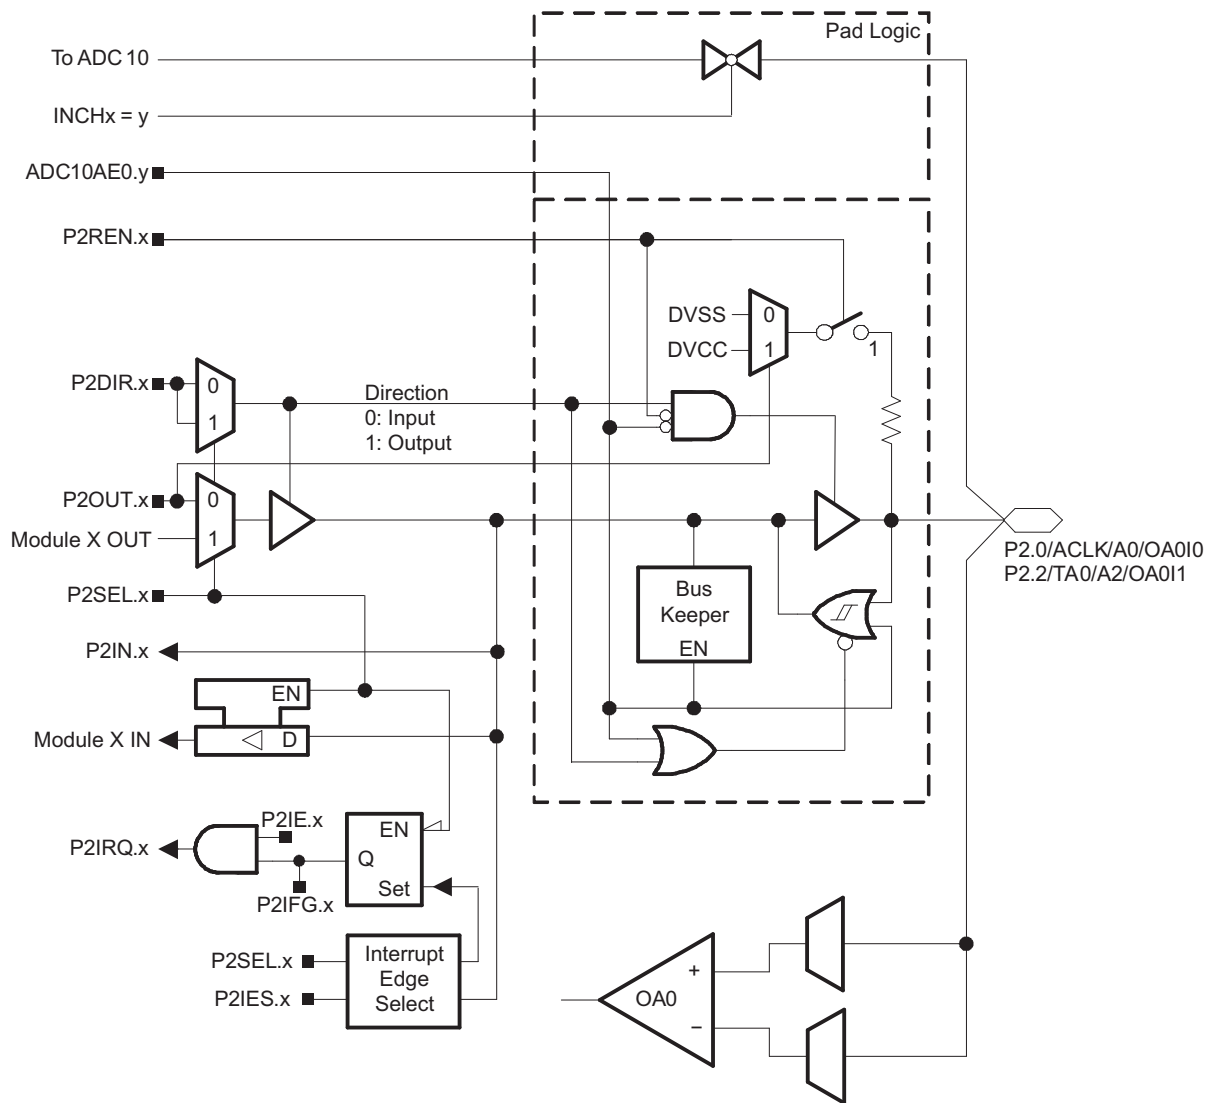 Pad Logic
To ADC 10
INCHx = y
ADC10AE0.y
P2REN.x
DVSS
0
DVCC
1
1
P2DIR.x
0
1
Direction
0: Input
1: Output
P2OUT.x
0
Module X OUT
1
P2.0/ACLK/A0/OA0I0
P2.2/TA0/A2/OA0I1
P2SEL.x
Bus
Keeper
EN
P2IN.x
EN
Module X IN
D
P2IE.x
EN
P2IRQ.x
Q
Set
P2IFG.x
P2SEL.x
Interrupt
Edge
Select
P2IES.x
+
OA0
−